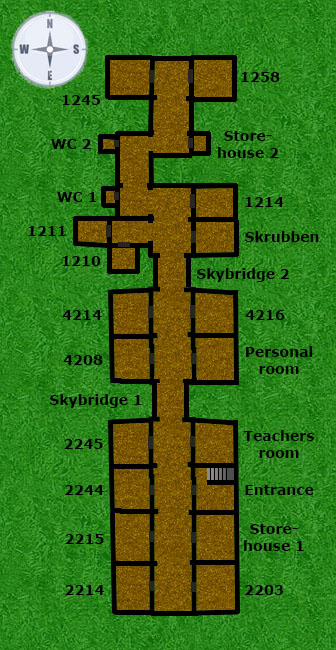 N
W S
E
1258
1245
WC 2
Store-
house 2
WC 1
1214
1211
Skrubben
1210
Skybridge 2
4214
4216
4208
Personal
room
Skybridge 1
2245
Teachers
room
2244
Entrance
2215
Store-
house 1
2214
2203